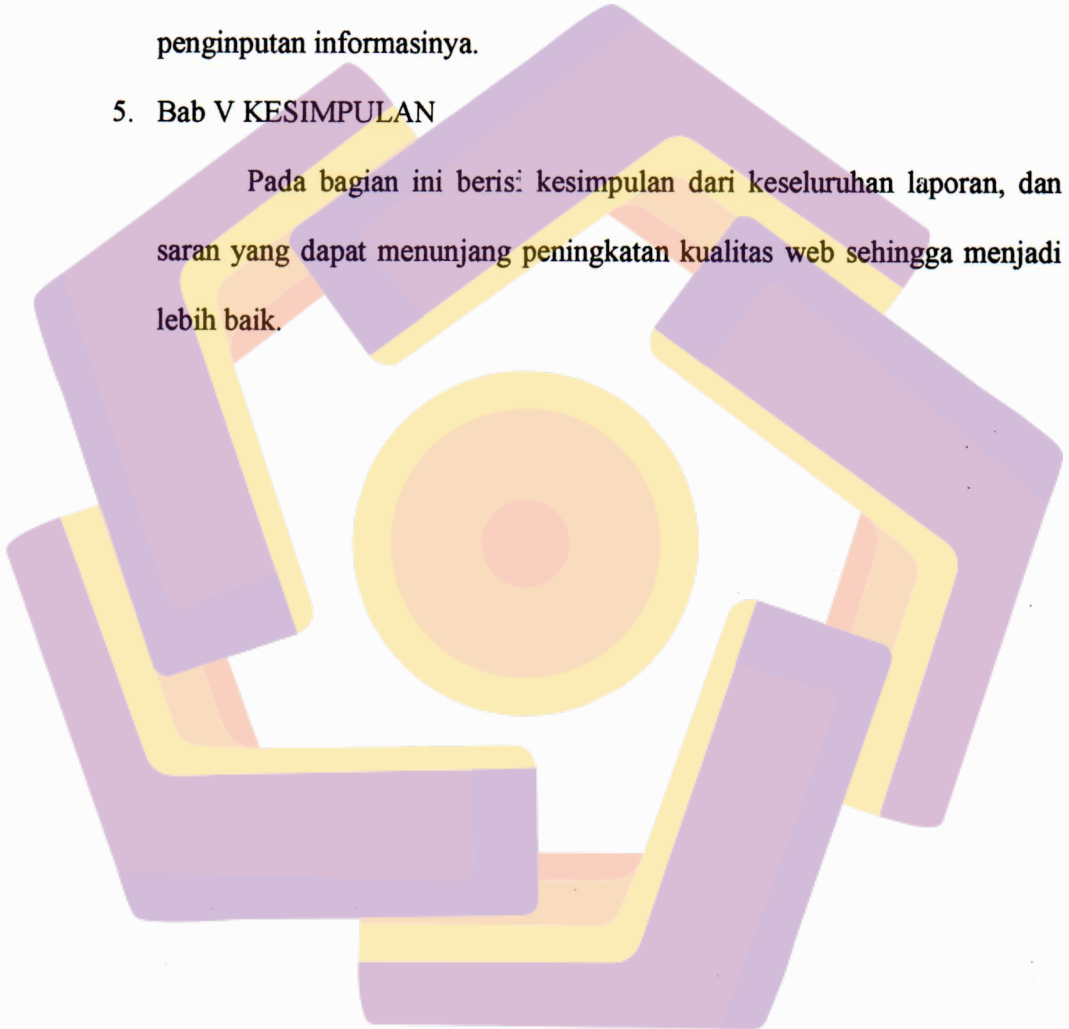 penginputan informasinya.
5. Bab V KESIMPULAN
Pada bagian ini berisi kesimpulan dari keseluruhan laporan, dan
saran yang dapat menunjang peningkatan kualitas web sehingga menjadi
lebih baik.